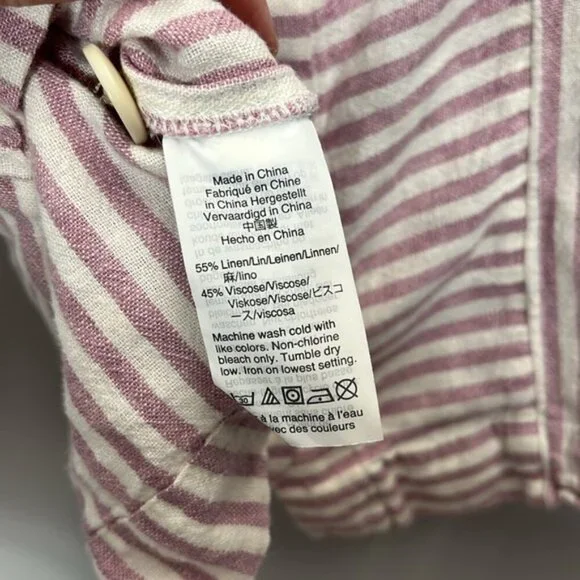 Made in China
Fabriqué en Chine
in China Hergestellt
Vervaardigd in China
中国製
Hecho en China
55% Linen/Lin/Leinen/Linnen/
麻/lino
45% Viscose/Viscose/
Viskose/Viscose/ビスコ
ース/viscosa
Machine wash cold with
like colors. Non-chlorine
bleach only. Tumble dry
low. Iron on lowest setting.
30
à la machine à l'eau
avec des couleurs